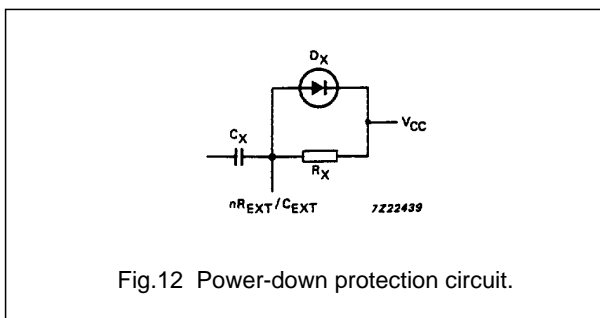 DX
VCC
CX
RX
nREXT/CEXT
7Z22439
Fig.12 Power-down protection circuit.